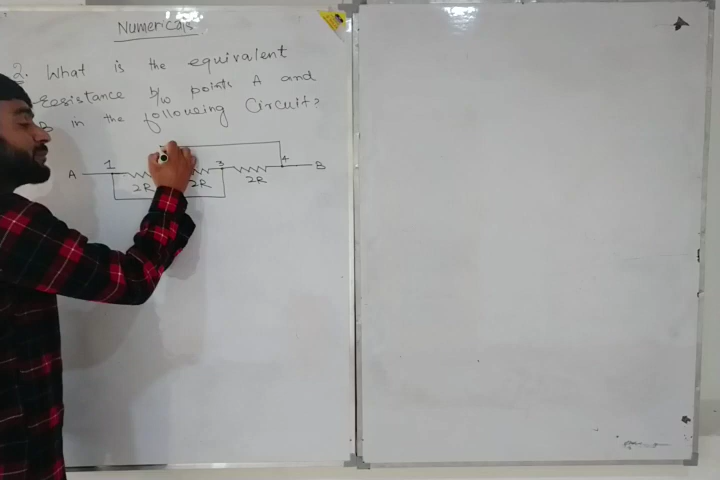 Numericals
2. What is the equivalent
resistance b/w points A and
B in the following Circuit?
A 1 3 4 B
2R 2R 2R